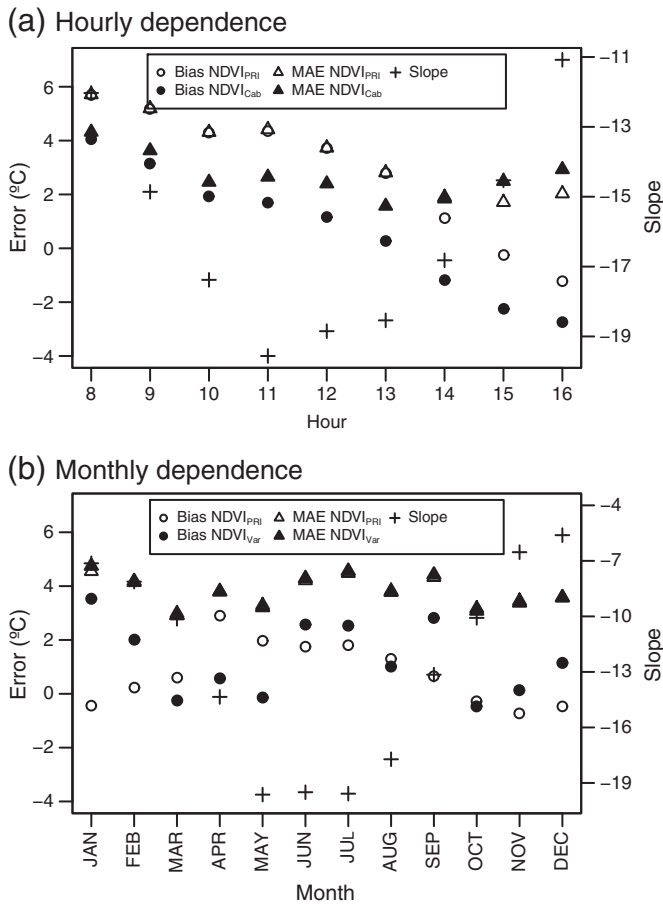 (a) Hourly dependence
Bias NDVIPRI MAE NDVIPRI Slope
Bias NDVICab MAE NDVICab
6
4
2
0
−2
−4
Error (ºC)
−11
−13
−15
−17
−19
Slope
8 9 10 11 12 13 14 15 16
Hour
(b) Monthly dependence
Bias NDVIPRI MAE NDVIPRI Slope
Bias NDVIVar MAE NDVIVar
6
4
2
0
−2
−4
Error (ºC)
−4
−7
−10
−13
−16
−19
Slope
JAN FEB MAR APR MAY JUN JUL AUG SEP OCT NOV DEC
Month